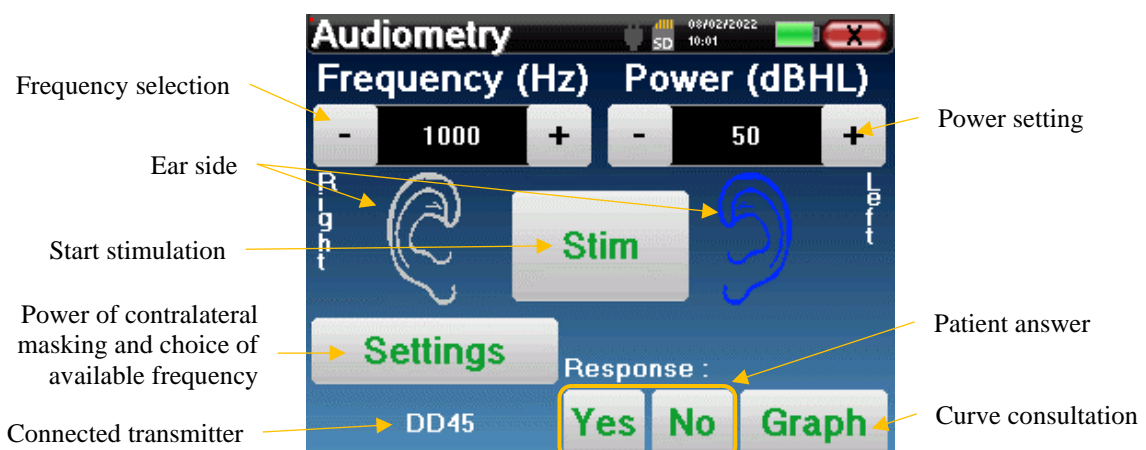 Audiometry
SD
08/02/2022
10:01
X
Frequency (Hz)
Power (dBHL)
Frequency selection
- 1000 +
- 50 +
Power setting
Ear side
Right
Left
Start stimulation
Stim
Power of contralateral
masking and choice of
available frequency
Settings
Patient answer
Response :
Connected transmitter
DD45
Yes
No
Graph
Curve consultation